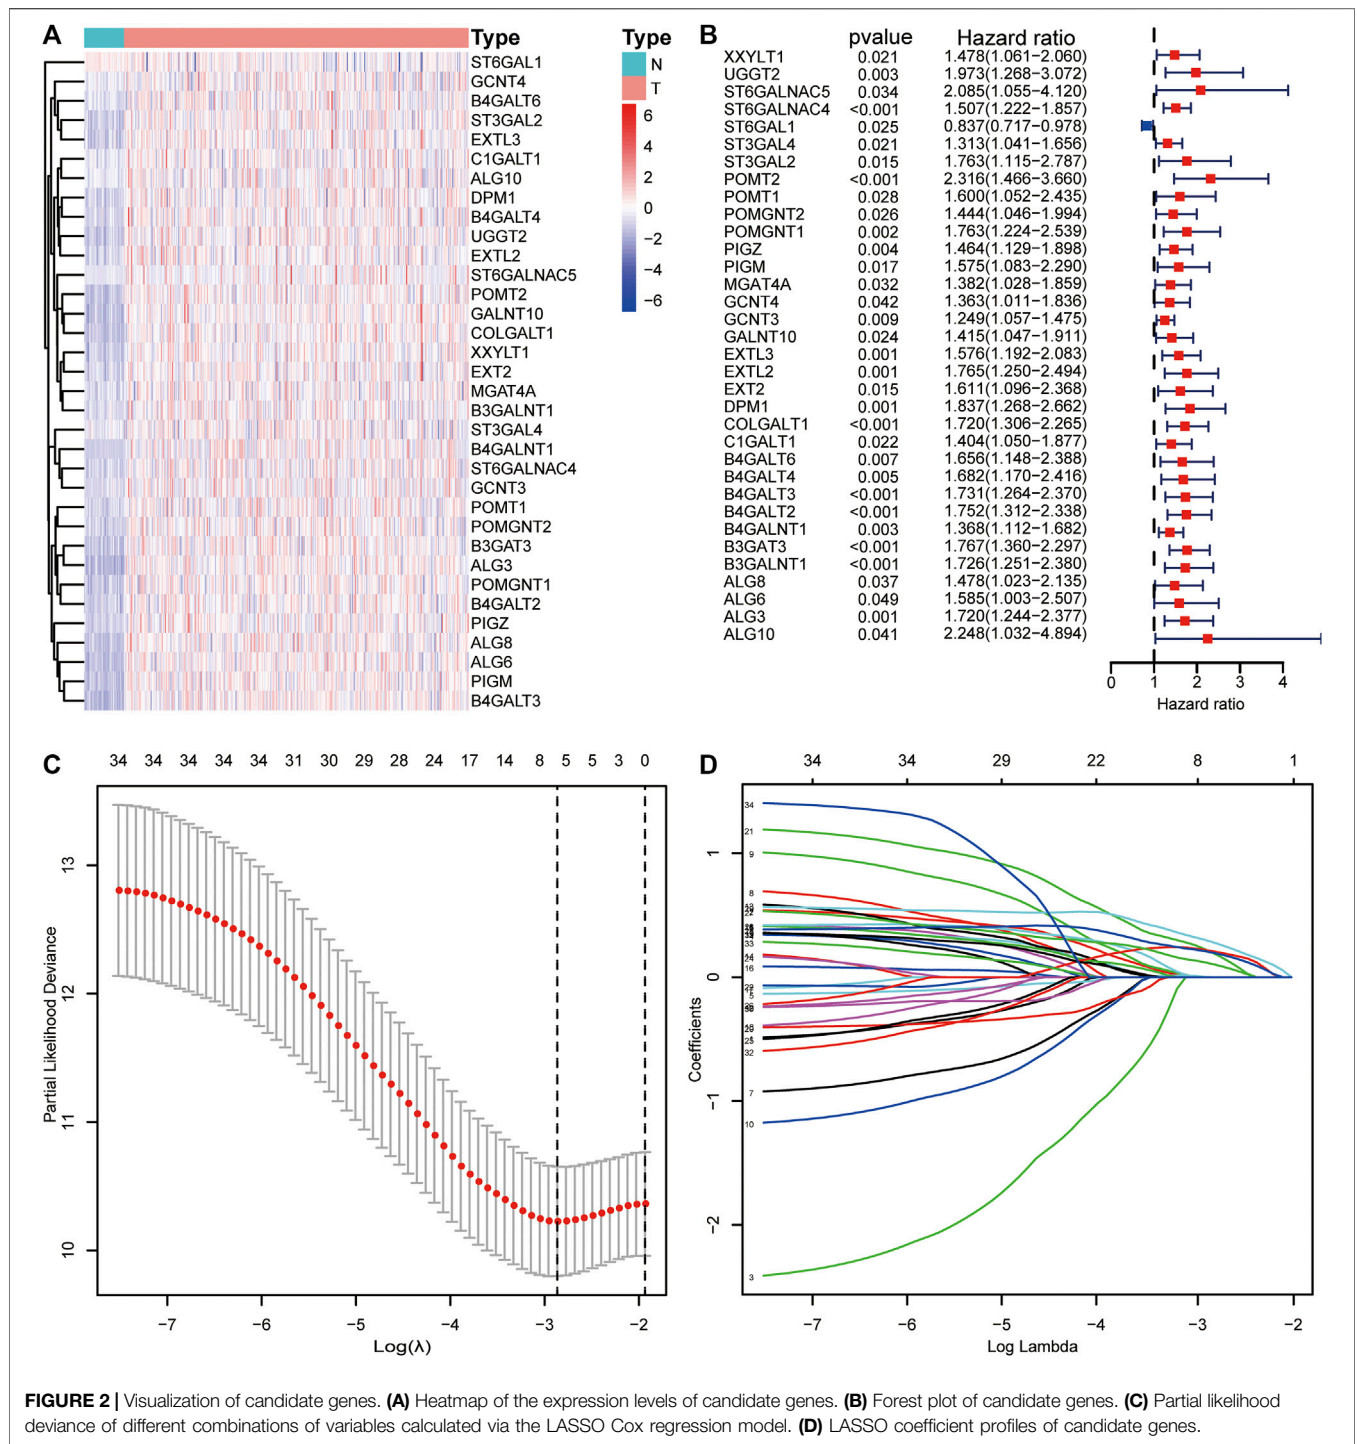 A
Type
ST6GAL1
GCNT4
B4GALT6
ST3GAL2
EXTL3
C1GALT1
ALG10
DPM1
B4GALT4
UGGT2
EXTL2
ST6GALNAC5
POMT2
GALNT10
COLGALT1
XXYLT1
EXT2
MGAT4A
B3GALNT1
ST3GAL4
B4GALNT1
ST6GALNAC4
GCNT3
POMT1
POMGNT2
B3GAT3
ALG3
POMGNT1
B4GALT2
PIGZ
ALG8
ALG6
PIGM
B4GALT3
Type
N
T
6
4
2
0
−2
−4
−6
B
pvalue Hazard ratio
XXYLT1 0.021 1.478(1.061−2.060)
UGGT2 0.003 1.973(1.268−3.072)
ST6GALNAC5 0.034 2.085(1.055−4.120)
ST6GALNAC4 <0.001 1.507(1.222−1.857)
ST6GAL1 0.025 0.837(0.717−0.978)
ST3GAL4 0.021 1.313(1.041−1.656)
ST3GAL2 0.015 1.763(1.115−2.787)
POMT2 <0.001 2.316(1.466−3.660)
POMT1 0.028 1.600(1.052−2.435)
POMGNT2 0.026 1.444(1.046−1.994)
POMGNT1 0.002 1.763(1.224−2.539)
PIGZ 0.004 1.464(1.129−1.898)
PIGM 0.017 1.575(1.083−2.290)
MGAT4A 0.032 1.382(1.028−1.859)
GCNT4 0.042 1.363(1.011−1.836)
GCNT3 0.009 1.249(1.057−1.475)
GALNT10 0.024 1.415(1.047−1.911)
EXTL3 0.001 1.576(1.192−2.083)
EXTL2 0.001 1.765(1.250−2.494)
EXT2 0.015 1.611(1.096−2.368)
DPM1 0.001 1.837(1.268−2.662)
COLGALT1 <0.001 1.720(1.306−2.265)
C1GALT1 0.022 1.404(1.050−1.877)
B4GALT6 0.007 1.656(1.148−2.388)
B4GALT4 0.005 1.682(1.170−2.416)
B4GALT3 <0.001 1.731(1.264−2.370)
B4GALT2 <0.001 1.752(1.312−2.338)
B4GALNT1 0.003 1.368(1.112−1.682)
B3GAT3 <0.001 1.767(1.360−2.297)
B3GALNT1 <0.001 1.726(1.251−2.380)
ALG8 0.037 1.478(1.023−2.135)
ALG6 0.049 1.585(1.003−2.507)
ALG3 0.001 1.720(1.244−2.377)
ALG10 0.041 2.248(1.032−4.894)
0 1 2 3 4
Hazard ratio
C
34 34 34 34 34 31 30 29 28 24 17 14 8 5 5 3 0
13
12
11
10
Partial Likelihood Deviance
−7 −6 −5 −4 −3 −2
Log(λ)
D
34 34 29 22 8 1
1
0
−1
−2
Coefficients
34
21
9
8
33
16
32
7
10
3
−7 −6 −5 −4 −3 −2
Log Lambda
FIGURE 2 | Visualization of candidate genes. (A) Heatmap of the expression levels of candidate genes. (B) Forest plot of candidate genes. (C) Partial likelihood
deviance of different combinations of variables calculated via the LASSO Cox regression model. (D) LASSO coefficient profiles of candidate genes.